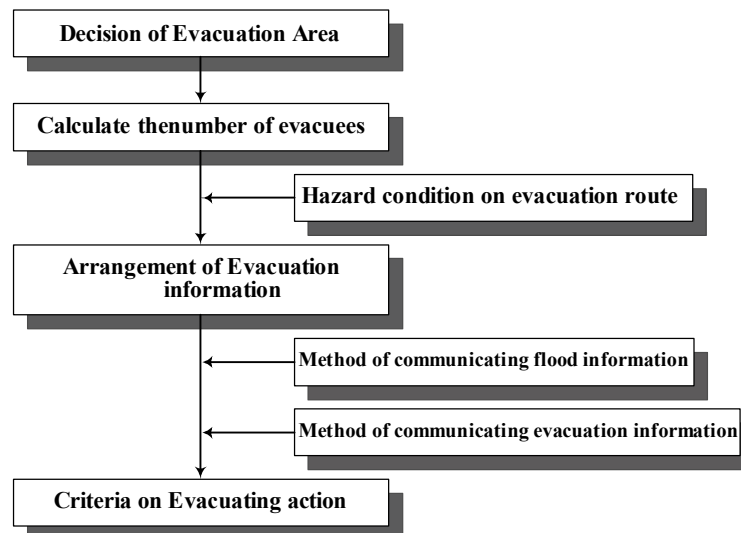 Decision of Evacuation Area
Calculate thenumber of evacuees
Hazard condition on evacuation route
Arrangement of Evacuation
information
Method of communicating flood information
Method of communicating evacuation information
Criteria on Evacuating action